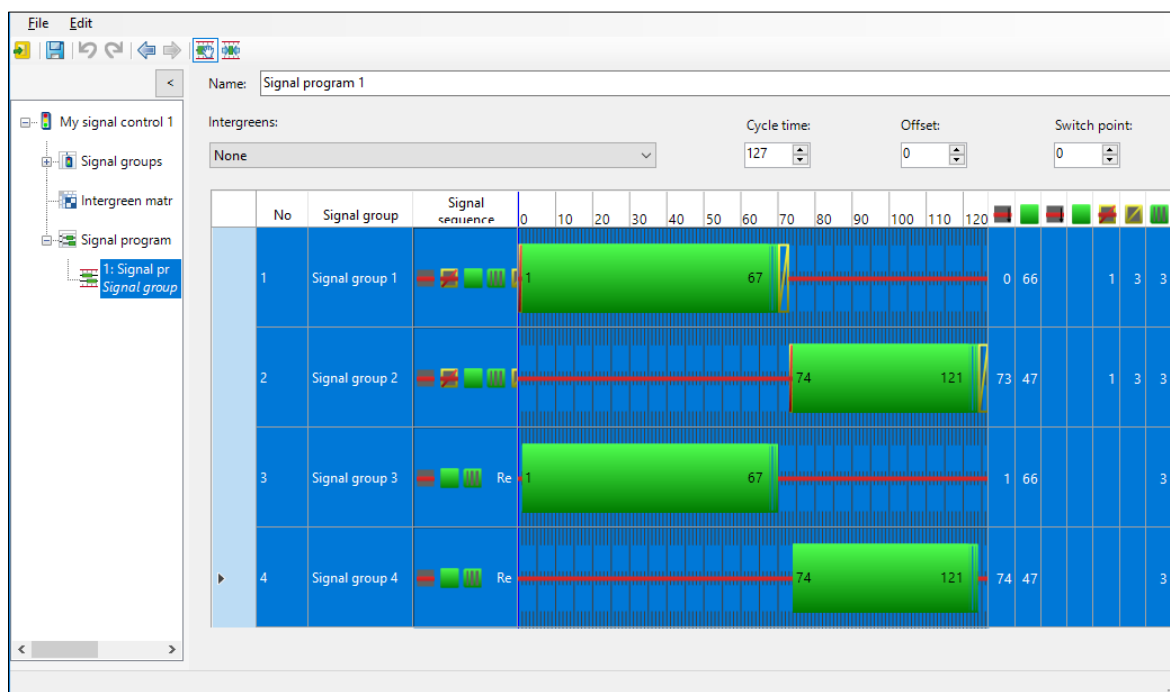 File Edit
<
Name: Signal program 1
My signal control 1
Intergreens: Cycle time: Offset: Switch point:
None 127 0 0
Signal groups
Intergreen matr
No Signal group Signal sequence 0 10 20 30 40 50 60 70 80 90 100 110 120
Signal program
1: Signal pr
Signal group
1 Signal group 1 1 67 0 66 1 3 3
2 Signal group 2 74 121 73 47 1 3 3
3 Signal group 3 Re 1 67 1 66 3
4 Signal group 4 Re 74 121 74 47 3
< >